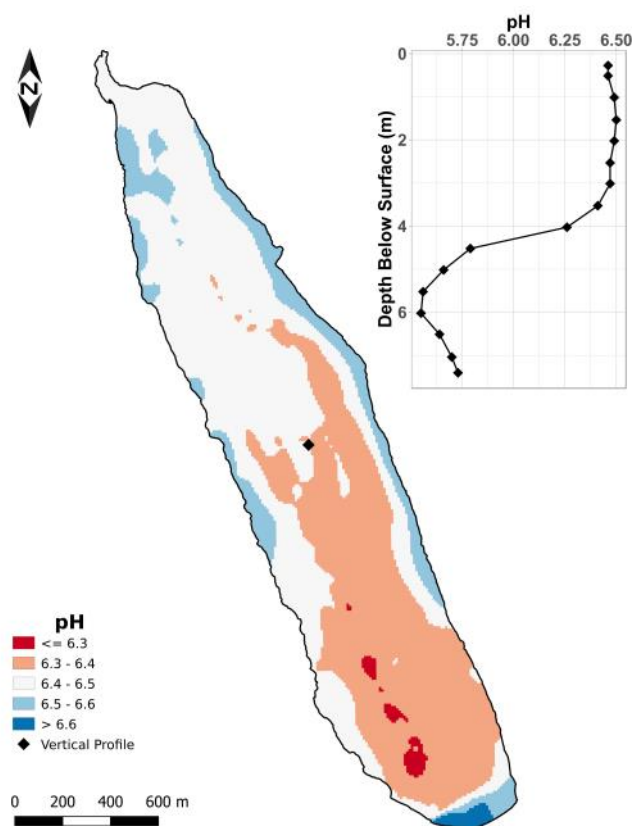 pH
5.75 6.00 6.25 6.50
0
2
4
6
Depth Below Surface (m)
N
pH
<= 6.3
6.3 - 6.4
6.4 - 6.5
6.5 - 6.6
> 6.6
Vertical Profile
0 200 400 600 m